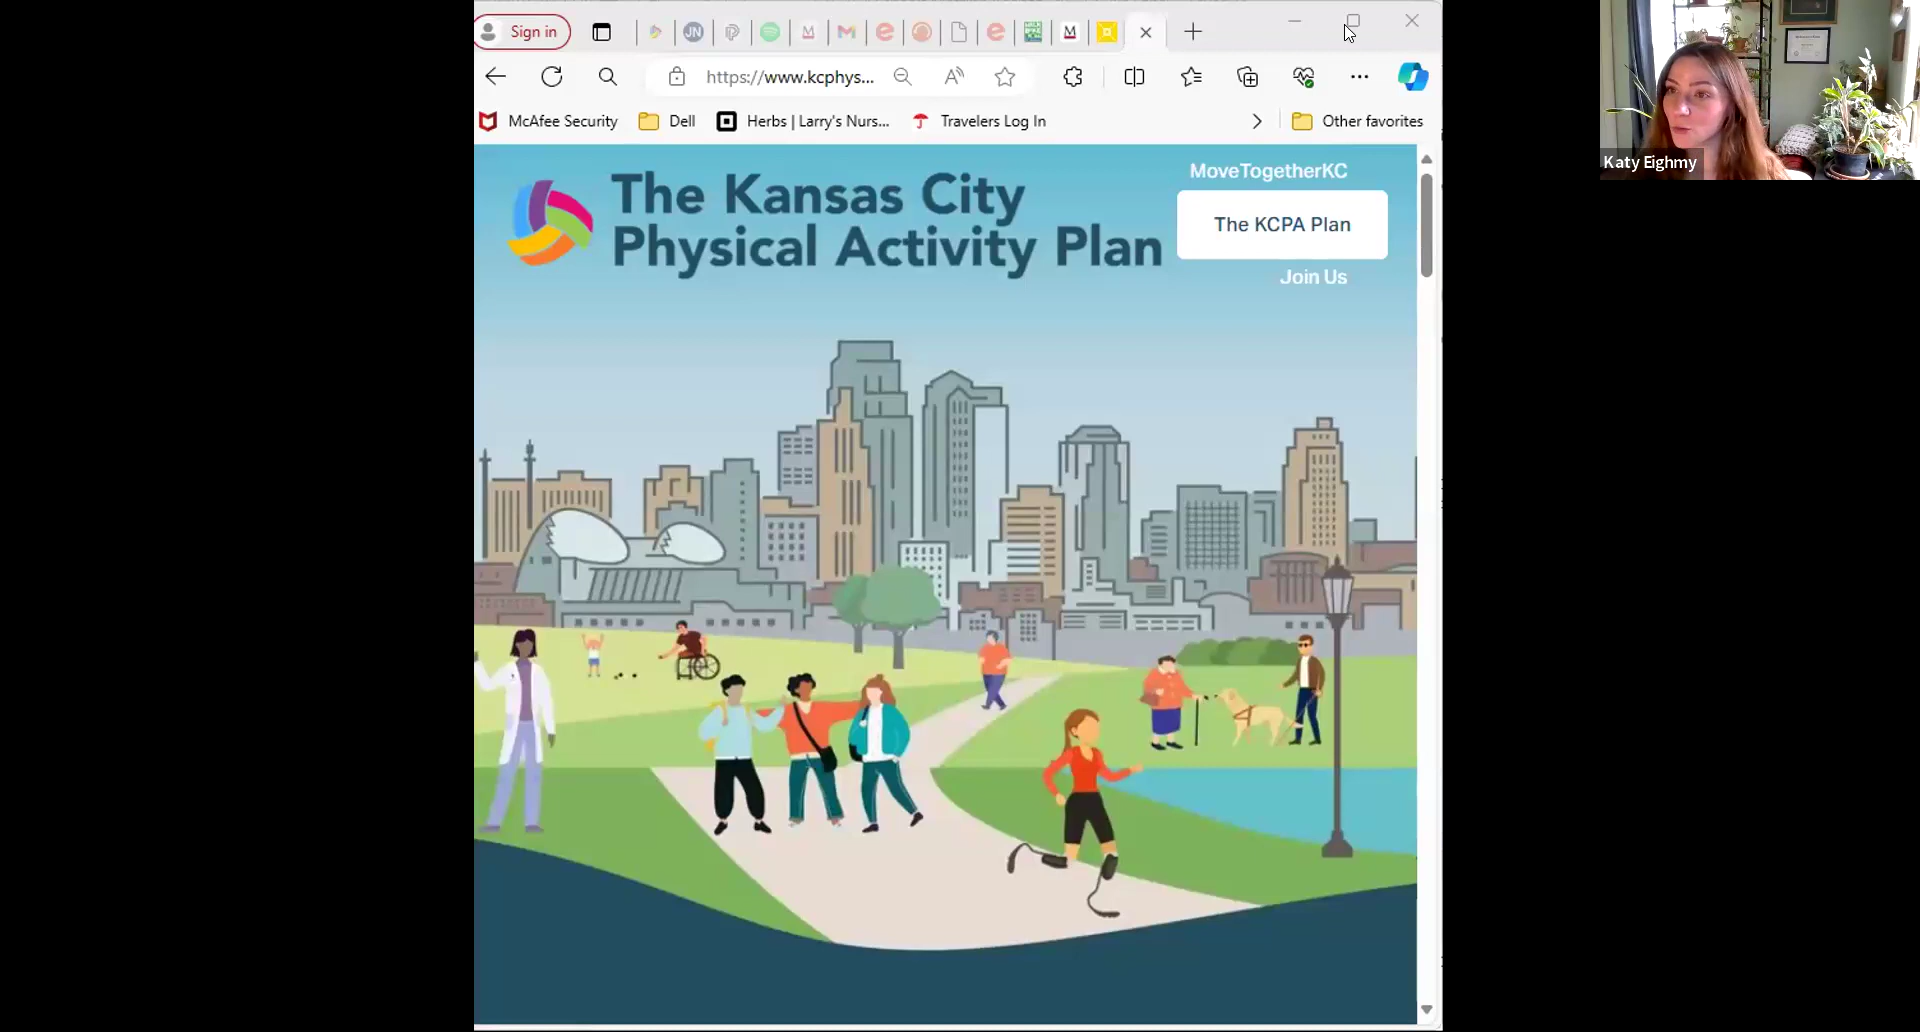 Sign in
JN
https://www.kcphys...
McAfee Security
Dell
Herbs | Larry's Nurs...
Travelers Log In
Other favorites
The Kansas City
Physical Activity Plan
MoveTogetherKC
The KCPA Plan
Join Us
Katy Eighmy